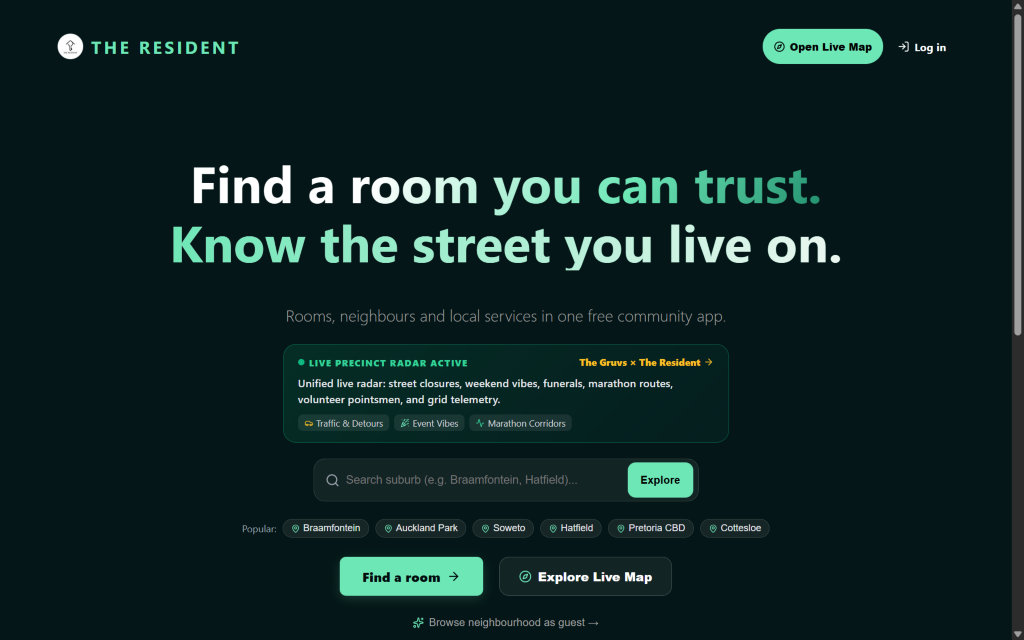 THE RESIDENT
Open Live Map
Log in
Find a room you can trust.
Know the street you live on.
Rooms, neighbours and local services in one free community app.
LIVE PRECINCT RADAR ACTIVE
The Gruvs × The Resident →
Unified live radar: street closures, weekend vibes, funerals, marathon routes,
volunteer pointsmen, and grid telemetry.
Traffic & Detours
Event Vibes
Marathon Corridors
Search suburb (e.g. Braamfontein, Hatfield)...
Explore
Popular:
Braamfontein
Auckland Park
Soweto
Hatfield
Pretoria CBD
Cottesloe
Find a room →
Explore Live Map
Browse neighbourhood as guest →